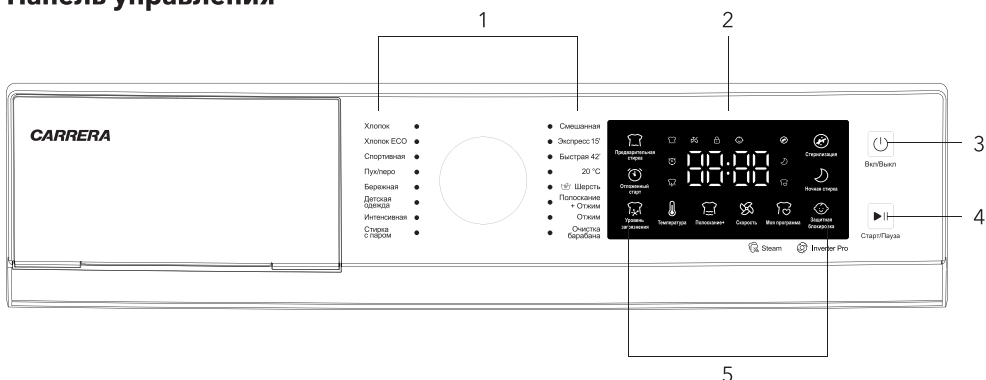 Панель управления
1
2
CARRERA
Хлопок
Хлопок ECO
Спортивная
Пух/перо
Бережная
Детская
одежда
Интенсивная
Стирка
с паром
Смешанная
Экспресс 15'
Быстрая 42'
20 °C
Шерсть
Полоскание
+ Отжим
Отжим
Очистка
барабана
Предварительная
стирка
Отложенный
старт
Уровень
загрязнения
Температура
Полоскание+
Скорость
Моя программа
Защитная
блокировка
88:88
Стерилизация
Ночная стирка
Steam
Inverter Pro
Вкл/Выкл
3
Старт/Пауза
4
5